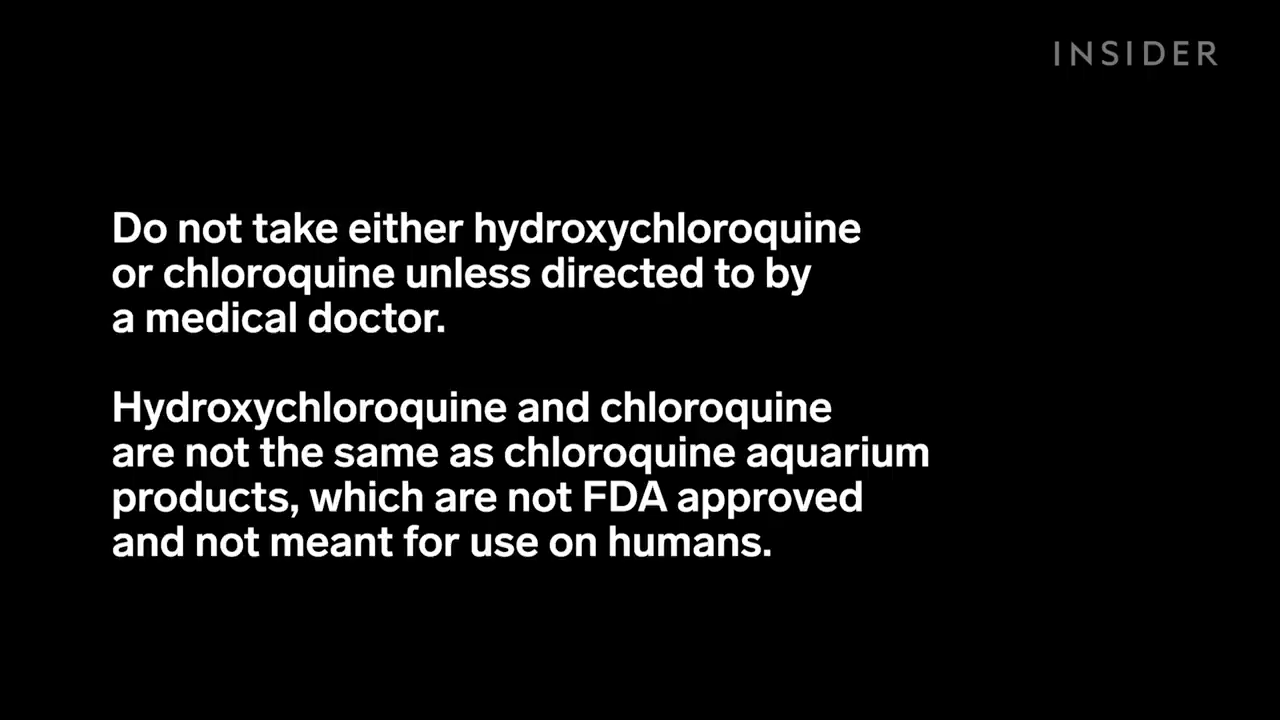 INSIDER
Do not take either hydroxychloroquine
or chloroquine unless directed to by
a medical doctor.
Hydroxychloroquine and chloroquine
are not the same as chloroquine aquarium
products, which are not FDA approved
and not meant for use on humans.